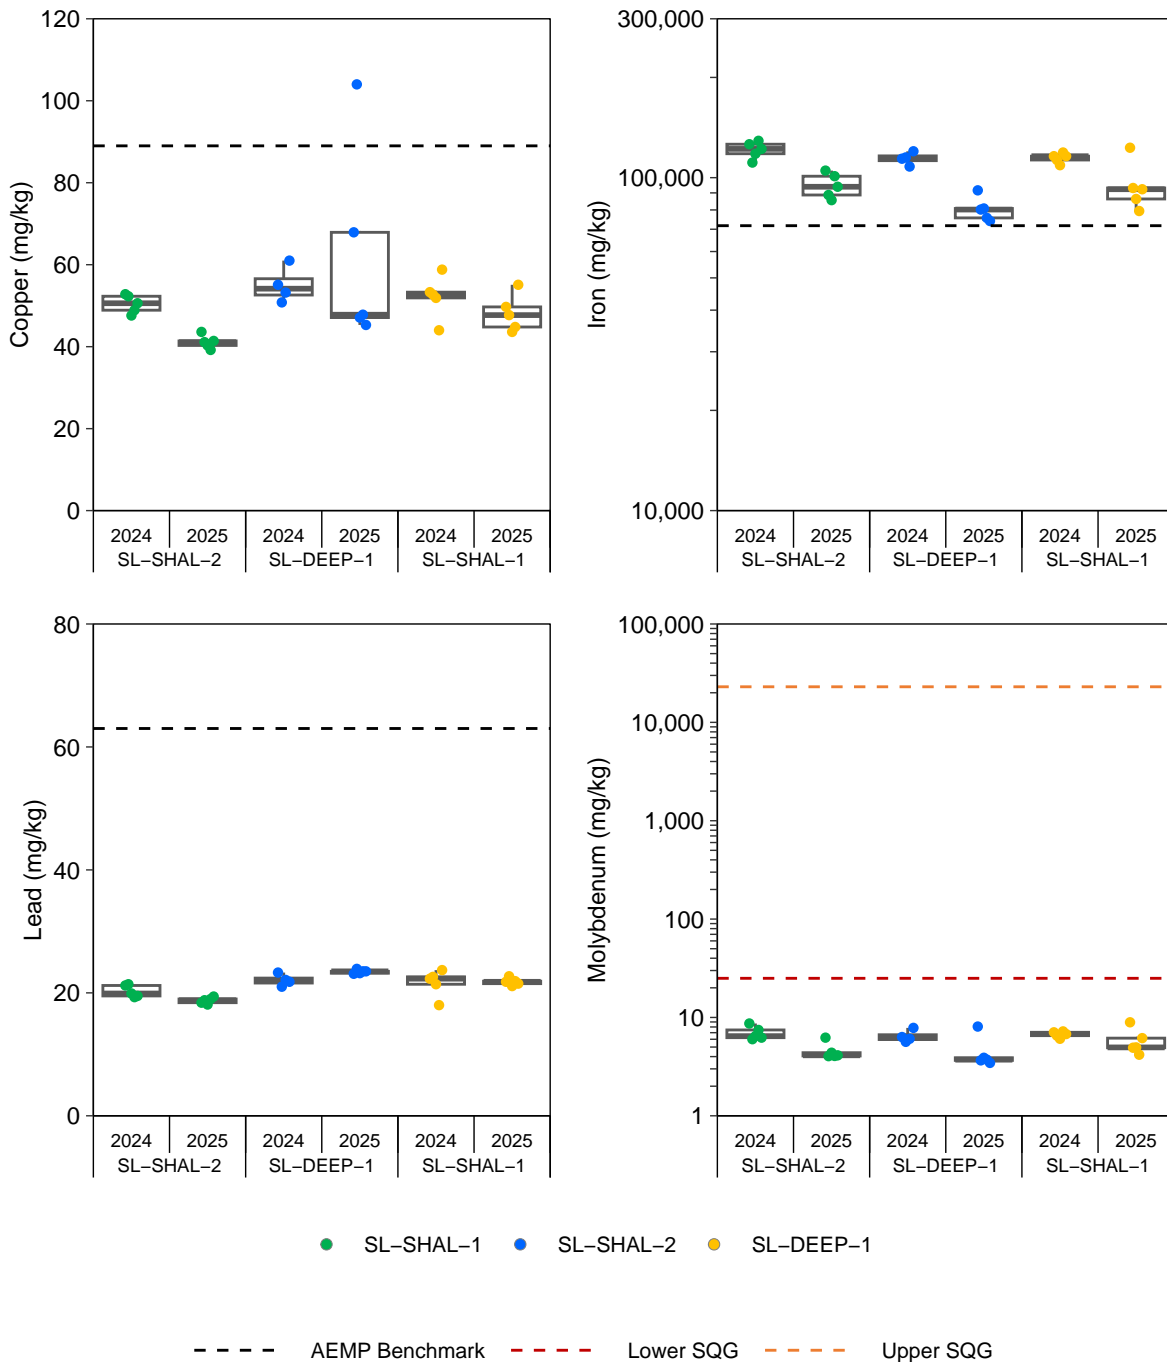 120
100
80
60
40
20
0
Copper (mg/kg)
2024 2025 2024 2025 2024 2025
SL–SHAL–2 SL–DEEP–1 SL–SHAL–1
300,000
100,000
10,000
Iron (mg/kg)
2024 2025 2024 2025 2024 2025
SL–SHAL–2 SL–DEEP–1 SL–SHAL–1
80
60
40
20
0
Lead (mg/kg)
2024 2025 2024 2025 2024 2025
SL–SHAL–2 SL–DEEP–1 SL–SHAL–1
100,000
10,000
1,000
100
10
1
Molybdenum (mg/kg)
2024 2025 2024 2025 2024 2025
SL–SHAL–2 SL–DEEP–1 SL–SHAL–1
SL–SHAL–1 SL–SHAL–2 SL–DEEP–1
AEMP Benchmark Lower SQG Upper SQG